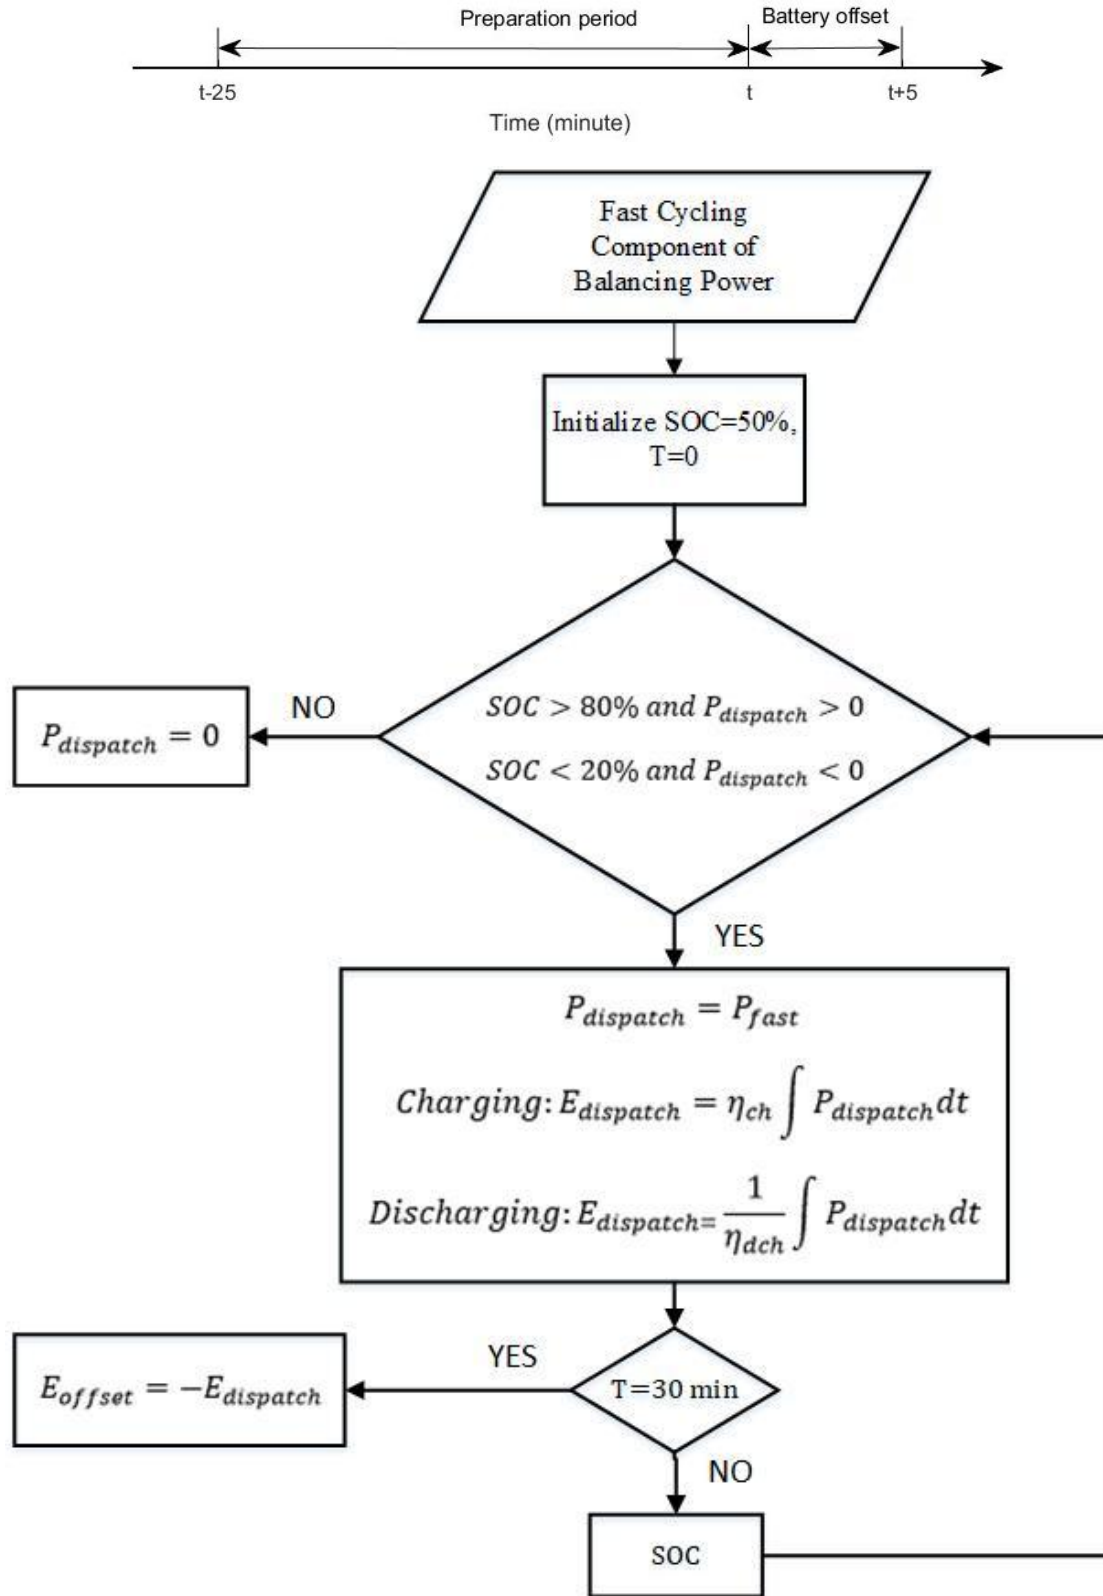 Preparation period
Battery offset
t-25
t
t+5
Time (minute)
Fast Cycling
Component of
Balancing Power
Initialize SOC=50%,
T=0
NO
P_dispatch = 0
SOC > 80% and P_dispatch > 0
SOC < 20% and P_dispatch < 0
YES
P_dispatch = P_fast
Charging: E_dispatch = η_ch ∫ P_dispatch dt
Discharging: E_dispatch= 1/η_dch ∫ P_dispatch dt
YES
E_offset = −E_dispatch
T=30 min
NO
SOC